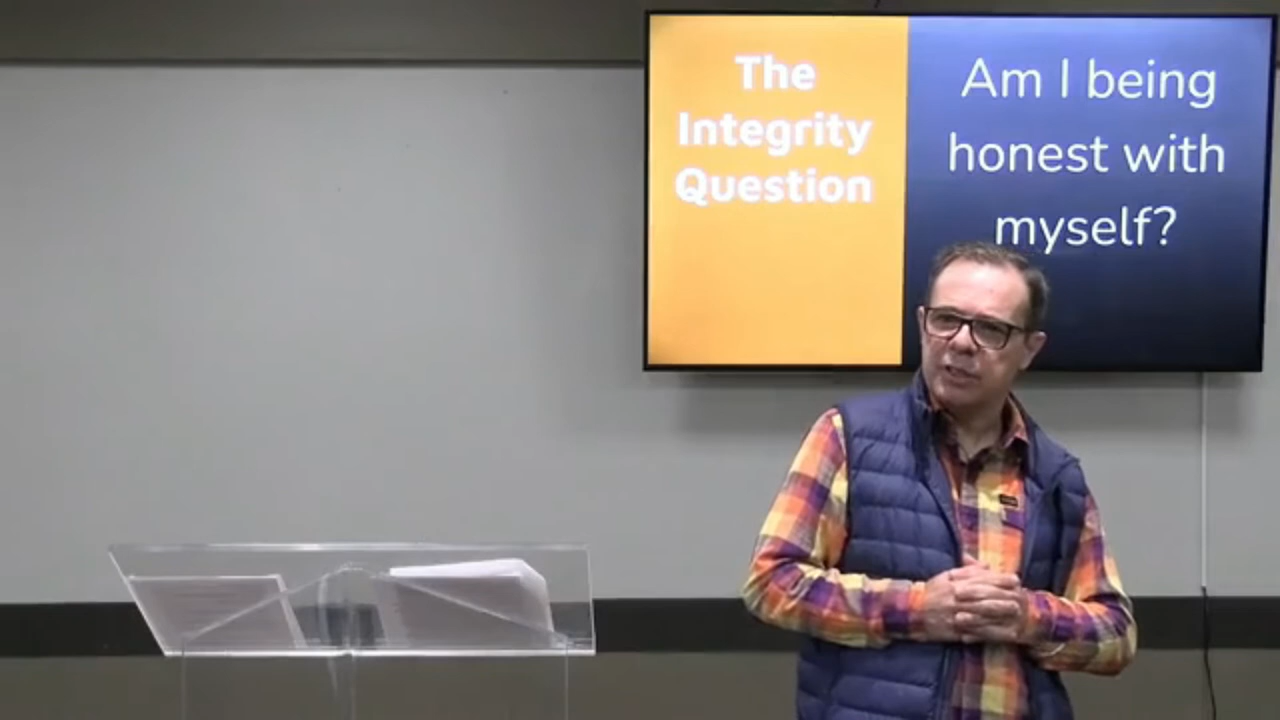 The
Integrity
Question
Am I being
honest with
myself?